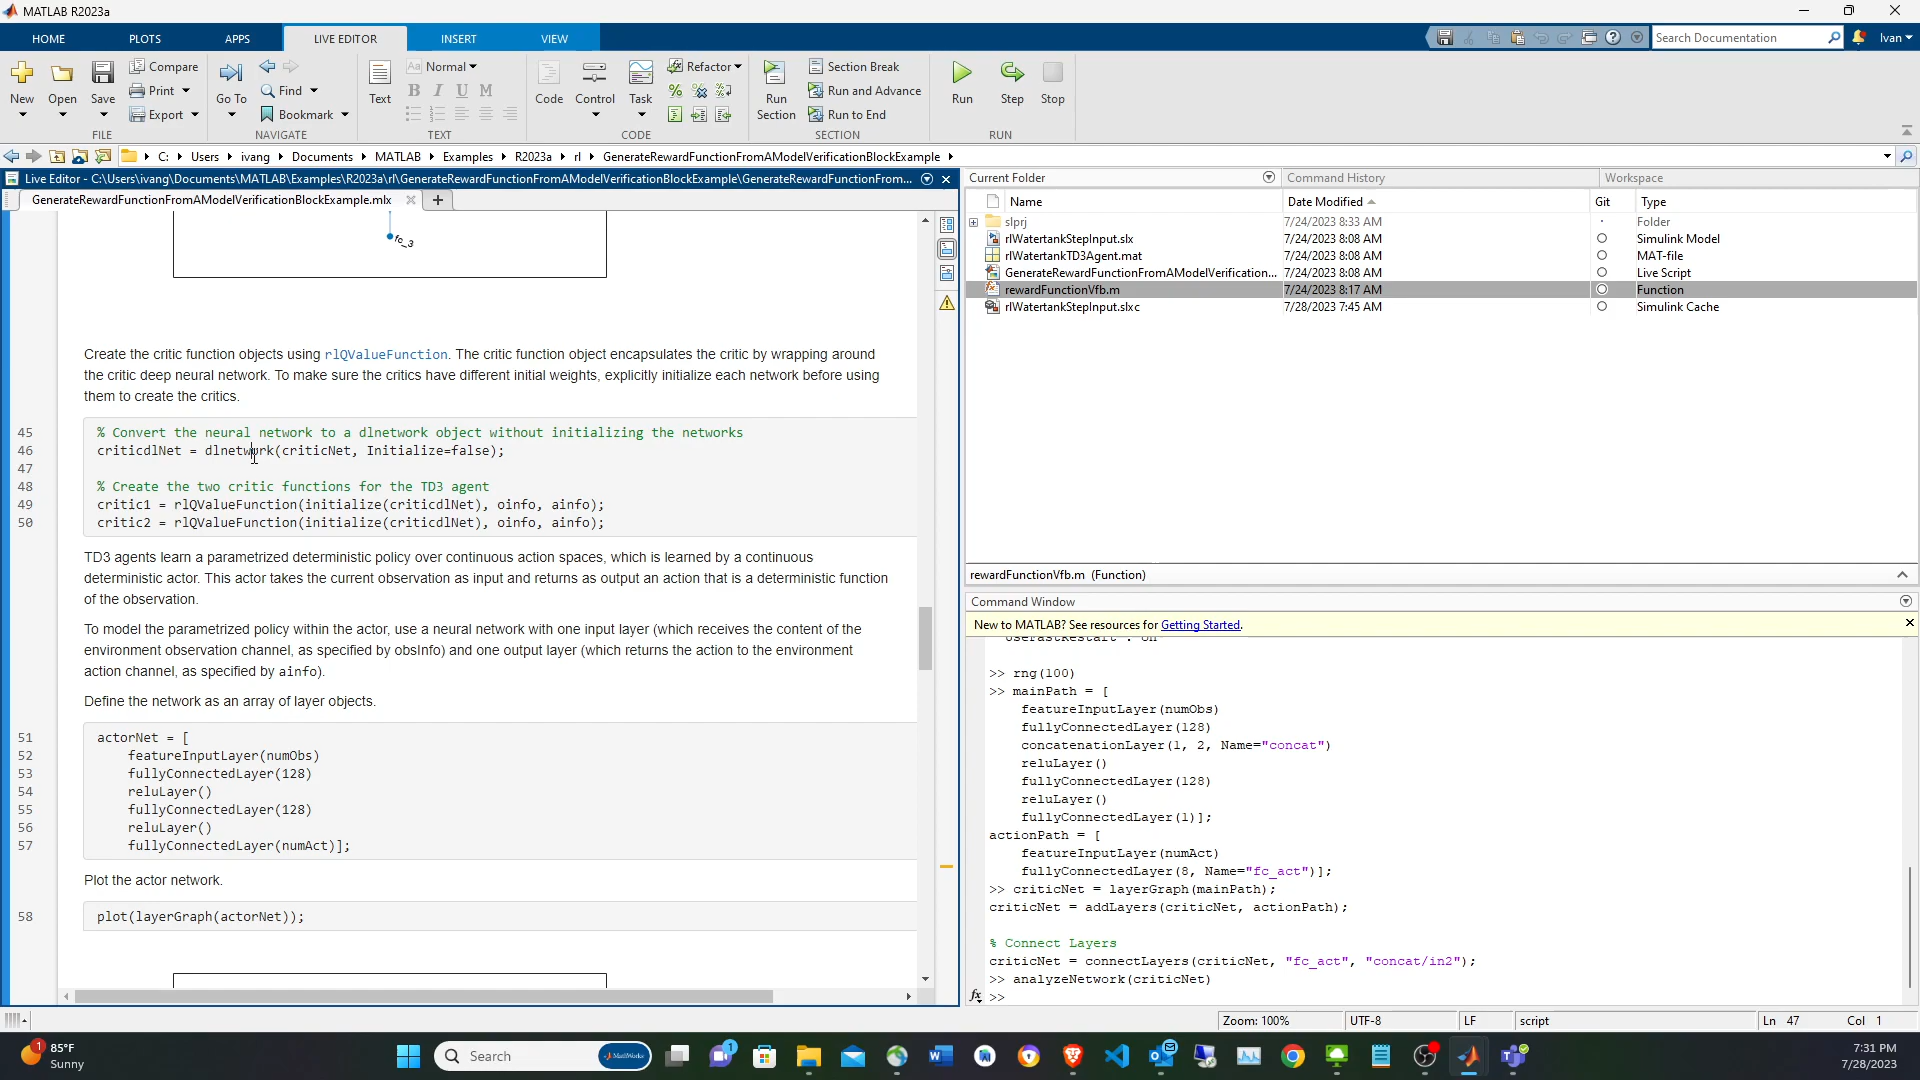 MATLAB R2023a
HOME PLOTS APPS LIVE EDITOR INSERT VIEW
Search Documentation
Ivan
New Open Save
Compare
Print
Export
FILE
Go To
Find
Bookmark
NAVIGATE
Text
Aa Normal
B I U M
TEXT
Code Control Task
Refactor
CODE
Run Section
Section Break
Run and Advance
Run to End
SECTION
Run Step Stop
RUN
C: Users ivang Documents MATLAB Examples R2023a rl GenerateRewardFunctionFromAModelVerificationBlockExample
Live Editor - C:\Users\ivang\Documents\MATLAB\Examples\R2023a\rl\GenerateRewardFunctionFromAModelVerificationBlockExample\GenerateRewardFunctionFrom...
GenerateRewardFunctionFromAModelVerificationBlockExample.mlx
fc_3
Create the critic function objects using rlQValueFunction. The critic function object encapsulates the critic by wrapping around
the critic deep neural network. To make sure the critics have different initial weights, explicitly initialize each network before using
them to create the critics.
45 % Convert the neural network to a dlnetwork object without initializing the networks
46 criticdlNet = dlnetwork(criticNet, Initialize=false);
47
48 % Create the two critic functions for the TD3 agent
49 critic1 = rlQValueFunction(initialize(criticdlNet), oinfo, ainfo);
50 critic2 = rlQValueFunction(initialize(criticdlNet), oinfo, ainfo);
TD3 agents learn a parametrized deterministic policy over continuous action spaces, which is learned by a continuous
deterministic actor. This actor takes the current observation as input and returns as output an action that is a deterministic function
of the observation.
To model the parametrized policy within the actor, use a neural network with one input layer (which receives the content of the
environment observation channel, as specified by obsInfo) and one output layer (which returns the action to the environment
action channel, as specified by ainfo).
Define the network as an array of layer objects.
51 actorNet = [
52 featureInputLayer(numObs)
53 fullyConnectedLayer(128)
54 reluLayer()
55 fullyConnectedLayer(128)
56 reluLayer()
57 fullyConnectedLayer(numAct)];
Plot the actor network.
58 plot(layerGraph(actorNet));
Current Folder
Command History
Workspace
Name Date Modified Git Type
slprj 7/24/2023 8:33 AM Folder
rlWatertankStepInput.slx 7/24/2023 8:08 AM Simulink Model
rlWatertankTD3Agent.mat 7/24/2023 8:08 AM MAT-file
GenerateRewardFunctionFromAModelVerification... 7/24/2023 8:08 AM Live Script
rewardFunctionVfb.m 7/24/2023 8:17 AM Function
rlWatertankStepInput.slxc 7/28/2023 7:45 AM Simulink Cache
rewardFunctionVfb.m (Function)
Command Window
New to MATLAB? See resources for Getting Started.
>> rng(100)
>> mainPath = [
featureInputLayer(numObs)
fullyConnectedLayer(128)
concatenationLayer(1, 2, Name="concat")
reluLayer()
fullyConnectedLayer(128)
reluLayer()
fullyConnectedLayer(1)];
actionPath = [
featureInputLayer(numAct)
fullyConnectedLayer(8, Name="fc_act")];
>> criticNet = layerGraph(mainPath);
criticNet = addLayers(criticNet, actionPath);
% Connect Layers
criticNet = connectLayers(criticNet, "fc_act", "concat/in2");
>> analyzeNetwork(criticNet)
fx >>
Zoom: 100% UTF-8 LF script Ln 47 Col 1
1 85°F
Sunny
Search
MathWorks
1
7:31 PM
7/28/2023